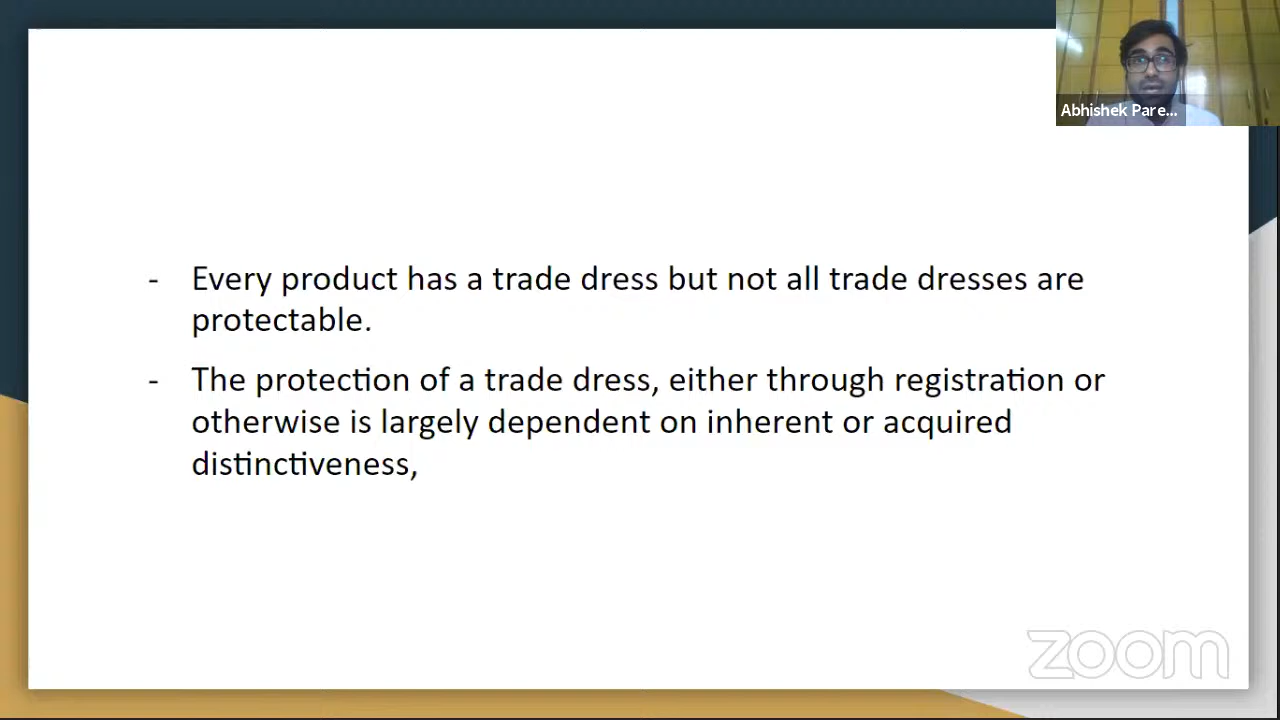 Abhishek Pare...
- Every product has a trade dress but not all trade dresses are
protectable.
- The protection of a trade dress, either through registration or
otherwise is largely dependent on inherent or acquired
distinctiveness,
zoom